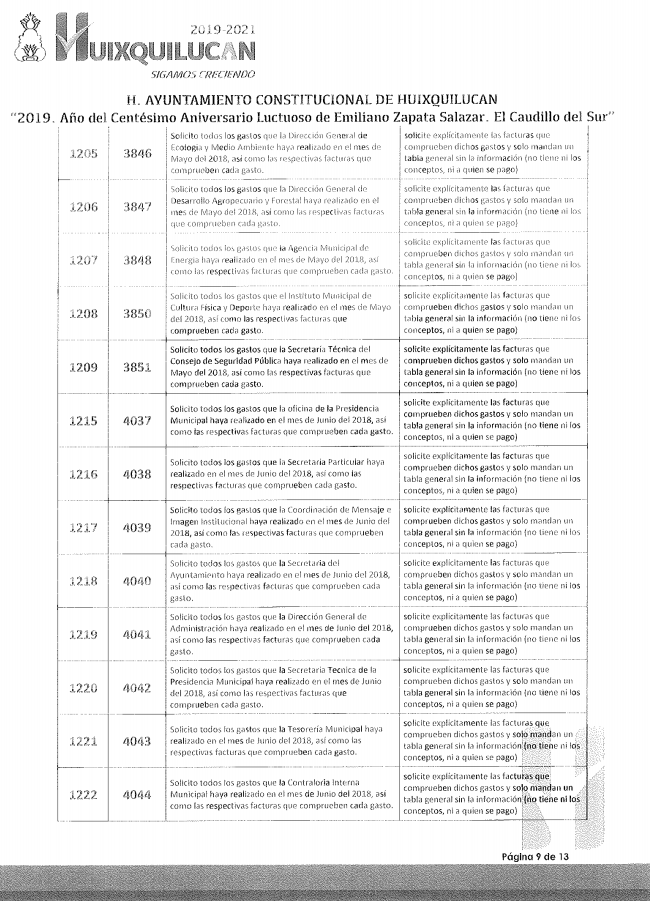 2019-2021
HUIXQUILUCAN
SIGAMOS CRECIENDO
H. AYUNTAMIENTO CONSTITUCIONAL DE HUIXQUILUCAN
"2019. Año del Centésimo Aniversario Luctuoso de Emiliano Zapata Salazar. El Caudillo del Sur"
1205
3846
Solicito todos los gastos que la Dirección General de
Ecología y Medio Ambiente haya realizado en el mes de
Mayo del 2018, así como las respectivas facturas que
comprueben cada gasto.
solicite explícitamente las facturas que
comprueben dichos gastos y solo mandan un
tabla general sin la información (no tiene ni los
conceptos, ni a quien se pago)
1206
3847
Solicito todos los gastos que la Dirección General de
Desarrollo Agropecuario y Forestal haya realizado en el
mes de Mayo del 2018, así como las respectivas facturas
que comprueben cada gasto.
solicite explícitamente las facturas que
comprueben dichos gastos y solo mandan un
tabla general sin la información (no tiene ni los
conceptos, ni a quien se pago)
1207
3848
Solicito todos los gastos que la Agencia Municipal de
Energia haya realizado en el mes de Mayo del 2018, así
como las respectivas facturas que comprueben cada gasto.
solicite explícitamente las facturas que
comprueben dichos gastos y solo mandan un
tabla general sin la información (no tiene ni los
conceptos, ni a quien se pago)
1208
3850
Solicito todos los gastos que el Instituto Municipal de
Cultura Física y Deporte haya realizado en el mes de Mayo
del 2018, así como las respectivas facturas que
comprueben cada gasto.
solicite explícitamente las facturas que
comprueben dichos gastos y solo mandan un
tabla general sin la información (no tiene ni los
conceptos, ni a quien se pago)
1209
3851
Solicito todos los gastos que la Secretaría Técnica del
Consejo de Seguridad Pública haya realizado en el mes de
Mayo del 2018, así como las respectivas facturas que
comprueben cada gasto.
solicite explícitamente las facturas que
comprueben dichos gastos y solo mandan un
tabla general sin la información (no tiene ni los
conceptos, ni a quien se pago)
1215
4037
Solicito todos los gastos que la oficina de la Presidencia
Municipal haya realizado en el mes de Junio del 2018, así
como las respectivas facturas que comprueben cada gasto.
solicite explícitamente las facturas que
comprueben dichos gastos y solo mandan un
tabla general sin la información (no tiene ni los
conceptos, ni a quien se pago)
1216
4038
Solicito todos los gastos que la Secretaria Particular haya
realizado en el mes de Junio del 2018, así como las
respectivas facturas que comprueben cada gasto.
solicite explícitamente las facturas que
comprueben dichos gastos y solo mandan un
tabla general sin la información (no tiene ni los
conceptos, ni a quien se pago)
1217
4039
Solicito todos los gastos que la Coordinación de Mensaje e
Imagen Institucional haya realizado en el mes de Junio del
2018, así como las respectivas facturas que comprueben
cada gasto.
solicite explícitamente las facturas que
comprueben dichos gastos y solo mandan un
tabla general sin la información (no tiene ni los
conceptos, ni a quien se pago)
1218
4040
Solicito todos los gastos que la Secretaria del
Ayuntamiento haya realizado en el mes de Junio del 2018,
así como las respectivas facturas que comprueben cada
gasto.
solicite explícitamente las facturas que
comprueben dichos gastos y solo mandan un
tabla general sin la información (no tiene ni los
conceptos, ni a quien se pago)
1219
4041
Solicito todos los gastos que la Dirección General de
Administración haya realizado en el mes de Junio del 2018,
así como las respectivas facturas que comprueben cada
gasto.
solicite explícitamente las facturas que
comprueben dichos gastos y solo mandan un
tabla general sin la información (no tiene ni los
conceptos, ni a quien se pago)
1220
4042
Solicito todos los gastos que la Secretaria Técnica de la
Presidencia Municipal haya realizado en el mes de Junio
del 2018, así como las respectivas facturas que
comprueben cada gasto.
solicite explícitamente las facturas que
comprueben dichos gastos y solo mandan un
tabla general sin la información (no tiene ni los
conceptos, ni a quien se pago)
1221
4043
Solicito todos los gastos que la Tesorería Municipal haya
realizado en el mes de Junio del 2018, así como las
respectivas facturas que comprueben cada gasto.
solicite explícitamente las facturas que
comprueben dichos gastos y solo mandan un
tabla general sin la información (no tiene ni los
conceptos, ni a quien se pago)
1222
4044
Solicito todos los gastos que la Contraloría Interna
Municipal haya realizado en el mes de Junio del 2018, así
como las respectivas facturas que comprueben cada gasto.
solicite explícitamente las facturas que
comprueben dichos gastos y solo mandan un
tabla general sin la información (no tiene ni los
conceptos, ni a quien se pago)
Página 9 de 13